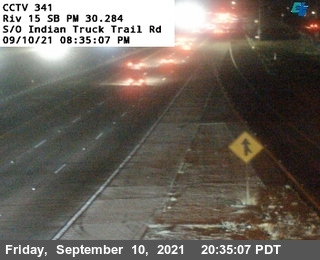 CCTV 341
Riv 15 SB PM 30.284
S/O Indian Truck Trail Rd
09/10/21 08:35:07 PM
Friday, September 10, 2021 20:35:07 PDT